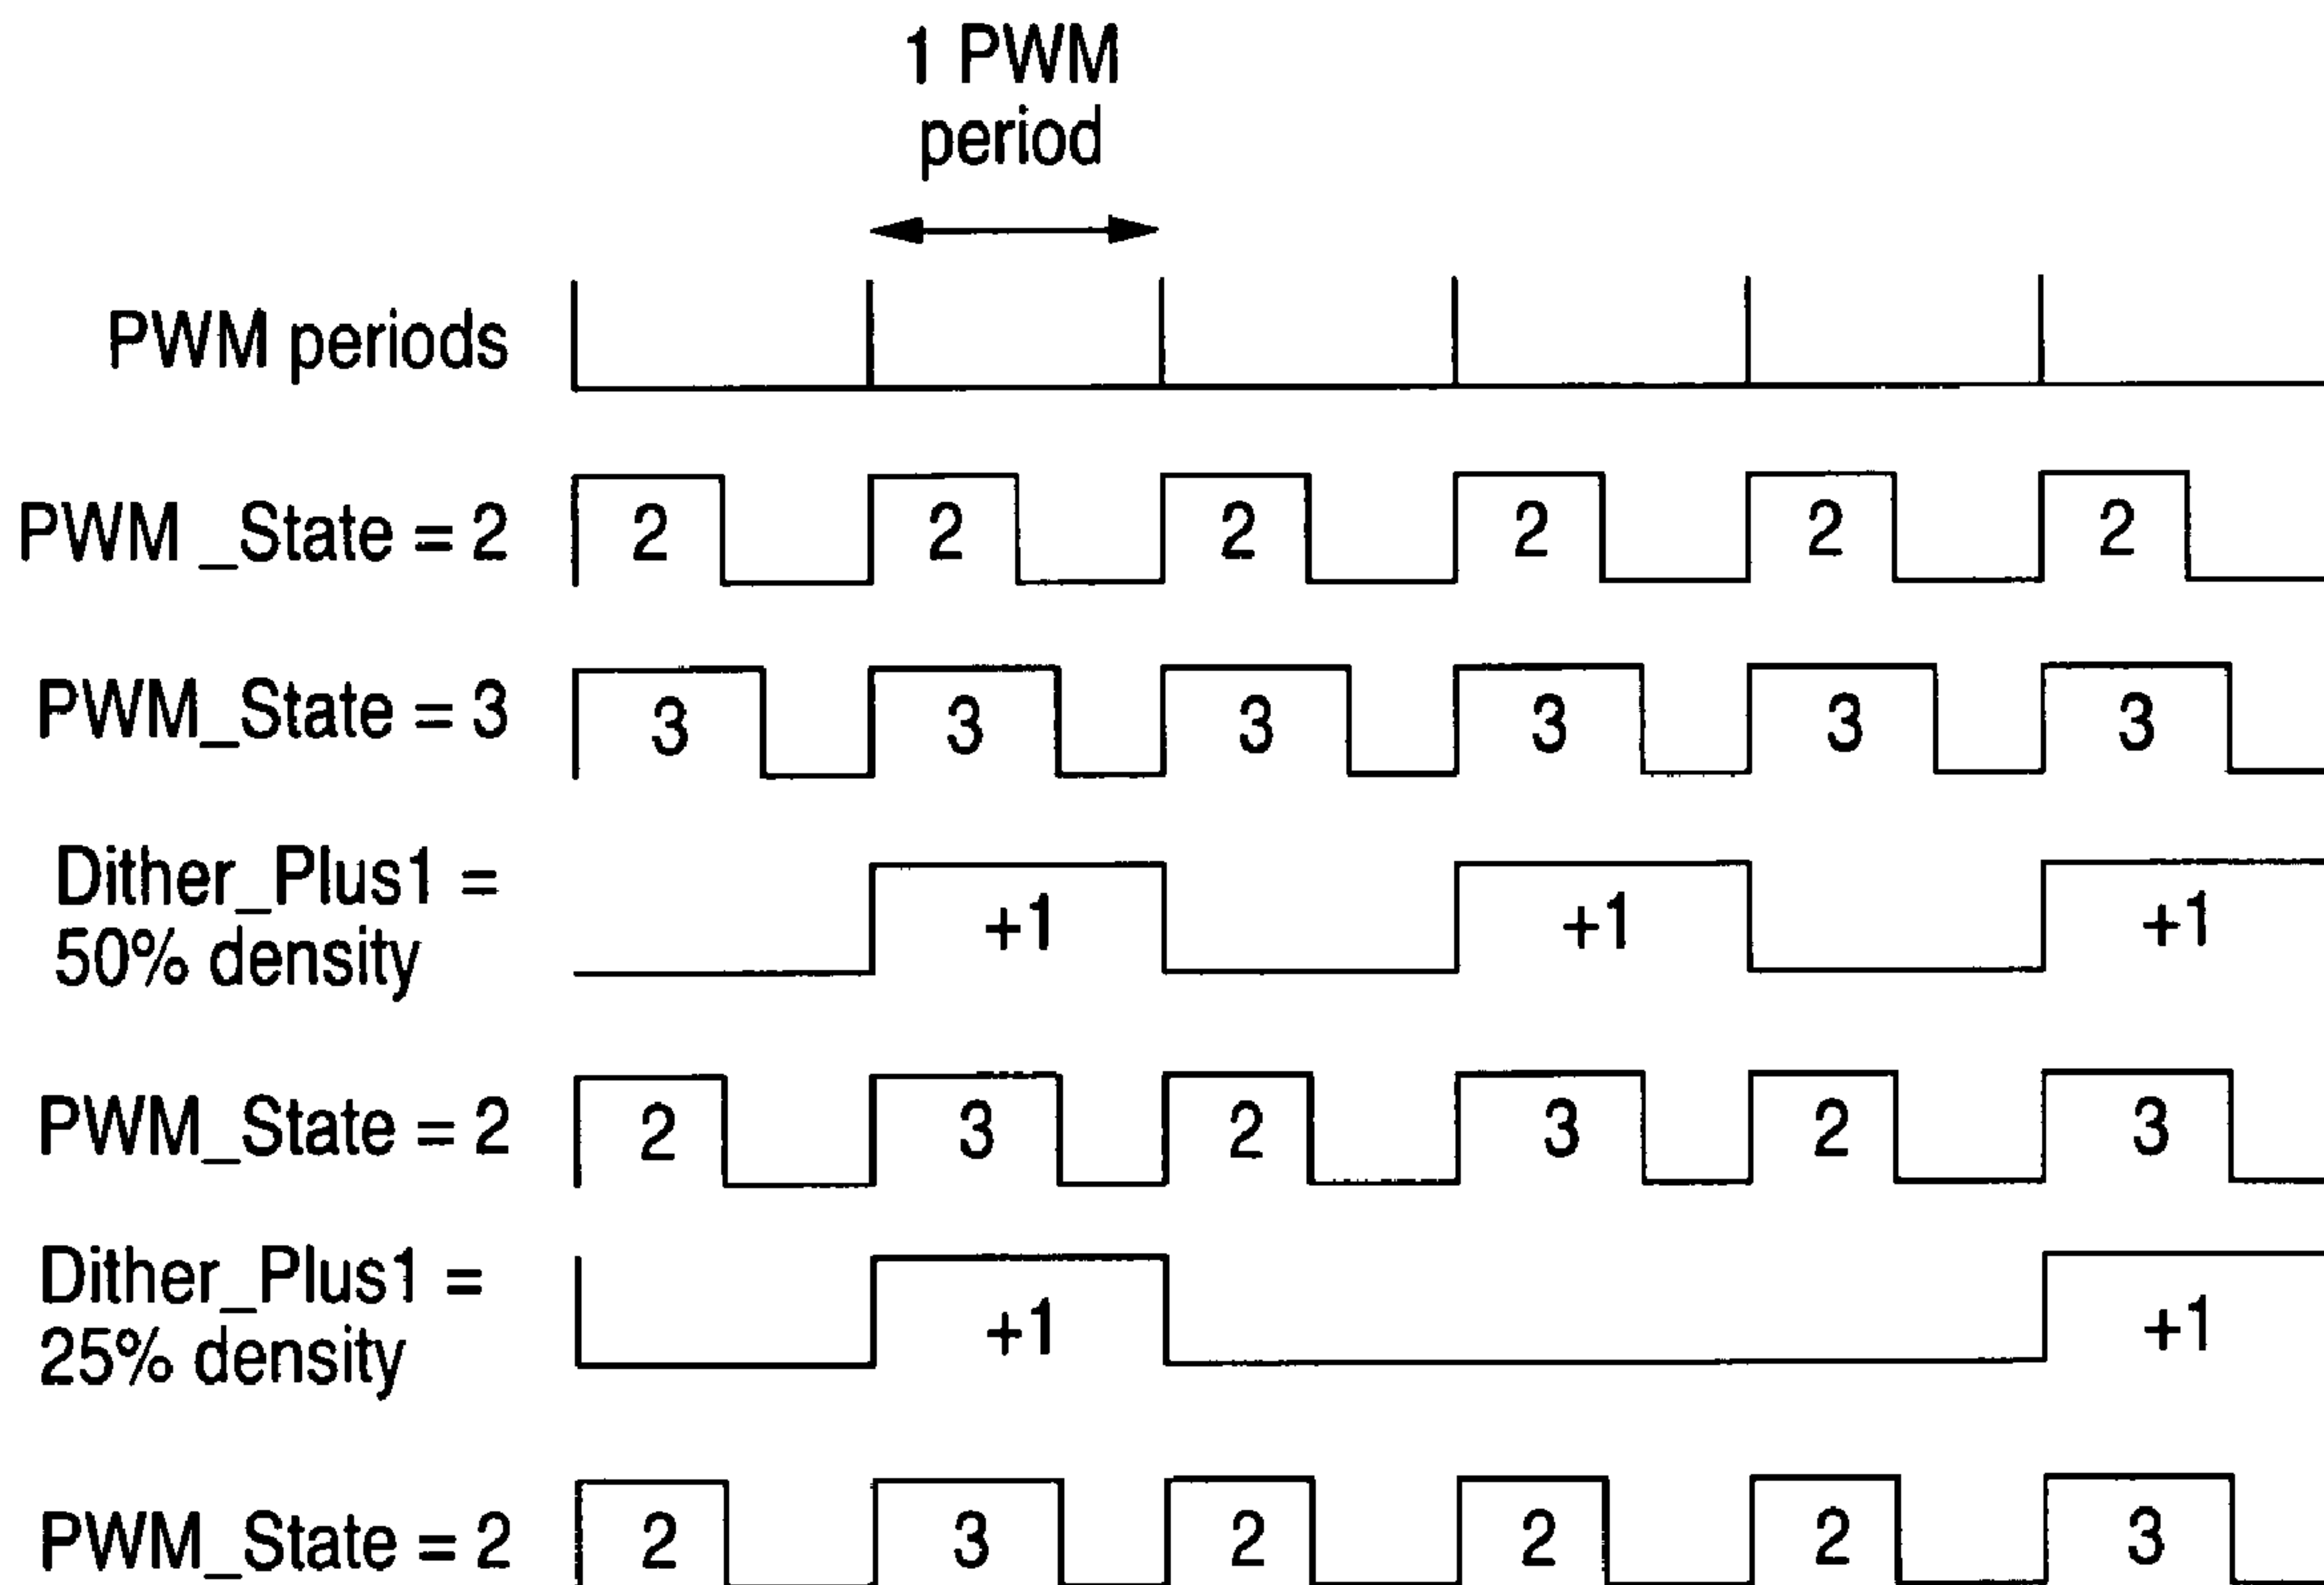 1 PWM
period
PWM periods
PWM _State = 2
2 2 2 2 2 2
PWM_State = 3
3 3 3 3 3 3
Dither_Plus1 =
50% density
+1 +1 +1
PWM_State = 2
2 3 2 3 2 3
Dither_Plus1 =
25% density
+1 +1
PWM_State = 2
2 3 2 2 2 3